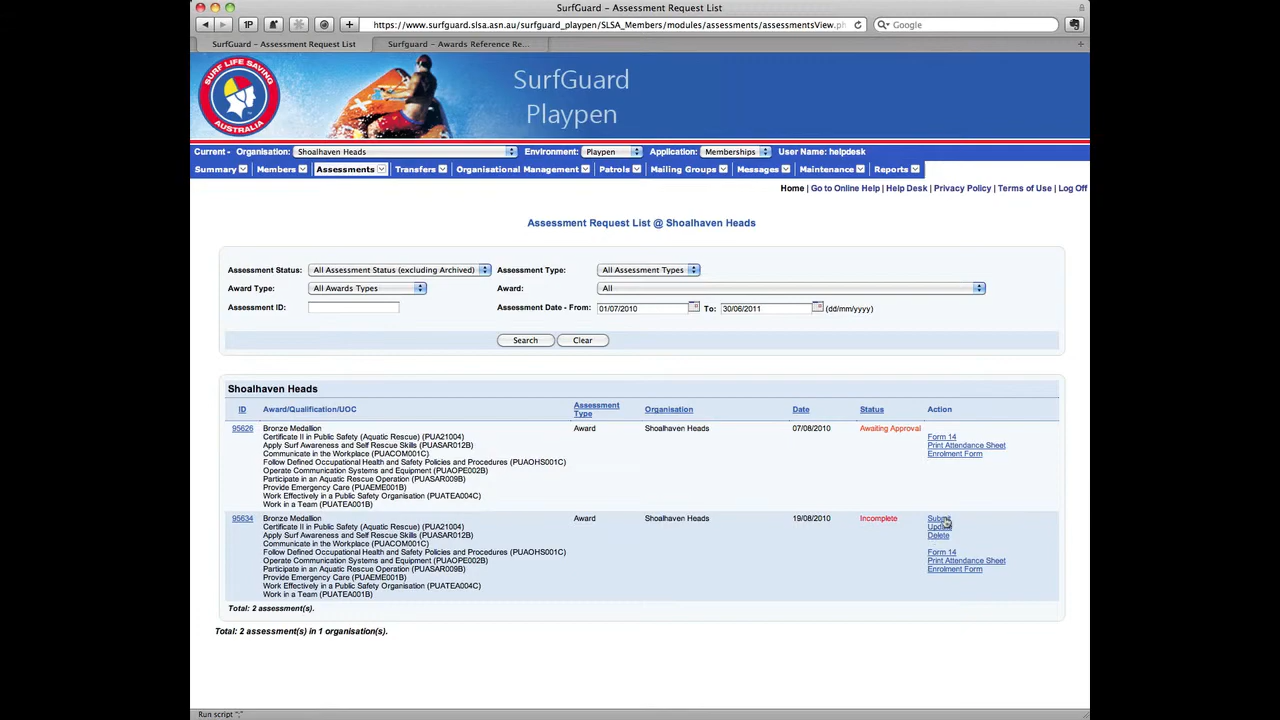 SurfGuard – Assessment Request List
1P
https://www.surfguard.slsa.asn.au/surfguard_playpen/SLSA_Members/modules/assessments/assessmentsView.ph
Google
SurfGuard – Assessment Request List
Surfguard – Awards Reference Re...
SURF LIFE SAVING
AUSTRALIA
SurfGuard
Playpen
Current - Organisation: Shoalhaven Heads Environment: Playpen Application: Memberships User Name: helpdesk
Summary Members Assessments Transfers Organisational Management Patrols Mailing Groups Messages Maintenance Reports
Home | Go to Online Help | Help Desk | Privacy Policy | Terms of Use | Log Off
Assessment Request List @ Shoalhaven Heads
Assessment Status: All Assessment Status (excluding Archived) Assessment Type: All Assessment Types
Award Type: All Awards Types Award: All
Assessment ID: Assessment Date - From: 01/07/2010 To: 30/06/2011 (dd/mm/yyyy)
Search Clear
Shoalhaven Heads
ID Award/Qualification/UOC Assessment Type Organisation Date Status Action
95626 Bronze Medallion Award Shoalhaven Heads 07/08/2010 Awaiting Approval
Certificate II in Public Safety (Aquatic Rescue) (PUA21004) Form 14
Apply Surf Awareness and Self Rescue Skills (PUASAR012B) Print Attendance Sheet
Communicate in the Workplace (PUACOM001C) Enrolment Form
Follow Defined Occupational Health and Safety Policies and Procedures (PUAOHS001C)
Operate Communication Systems and Equipment (PUAOPE002B)
Participate in an Aquatic Rescue Operation (PUASAR009B)
Provide Emergency Care (PUAEME001B)
Work Effectively in a Public Safety Organisation (PUATEA004C)
Work in a Team (PUATEA001B)
95634 Bronze Medallion Award Shoalhaven Heads 19/08/2010 Incomplete Submit
Certificate II in Public Safety (Aquatic Rescue) (PUA21004) Update
Apply Surf Awareness and Self Rescue Skills (PUASAR012B) Delete
Communicate in the Workplace (PUACOM001C)
Follow Defined Occupational Health and Safety Policies and Procedures (PUAOHS001C) Form 14
Operate Communication Systems and Equipment (PUAOPE002B) Print Attendance Sheet
Participate in an Aquatic Rescue Operation (PUASAR009B) Enrolment Form
Provide Emergency Care (PUAEME001B)
Work Effectively in a Public Safety Organisation (PUATEA004C)
Work in a Team (PUATEA001B)
Total: 2 assessment(s).
Total: 2 assessment(s) in 1 organisation(s).
Run script ";"